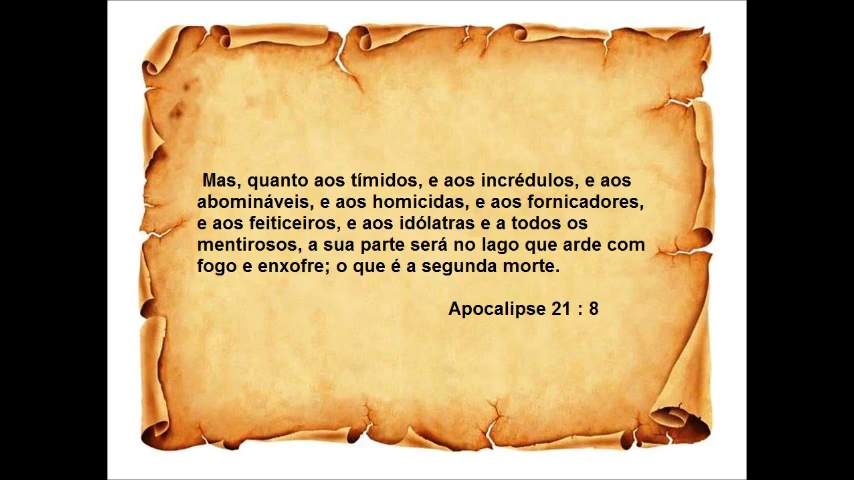 Mas, quanto aos tímidos, e aos incrédulos, e aos
abomináveis, e aos homicidas, e aos fornicadores,
e aos feiticeiros, e aos idólatras e a todos os
mentirosos, a sua parte será no lago que arde com
fogo e enxofre; o que é a segunda morte.
Apocalipse 21 : 8